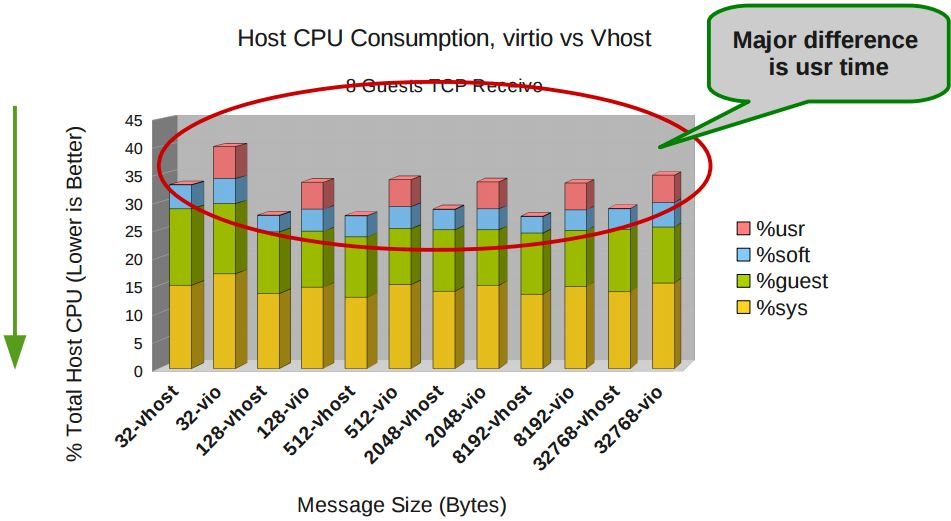 Host CPU Consumption, virtio vs Vhost
8 Guests TCP Receive
Major difference
is usr time
% Total Host CPU (Lower is Better)
45
40
35
30
25
20
15
10
5
0
32-vhost
32-vio
128-vhost
128-vio
512-vhost
512-vio
2048-vhost
2048-vio
8192-vhost
8192-vio
32768-vhost
32768-vio
Message Size (Bytes)
%usr
%soft
%guest
%sys